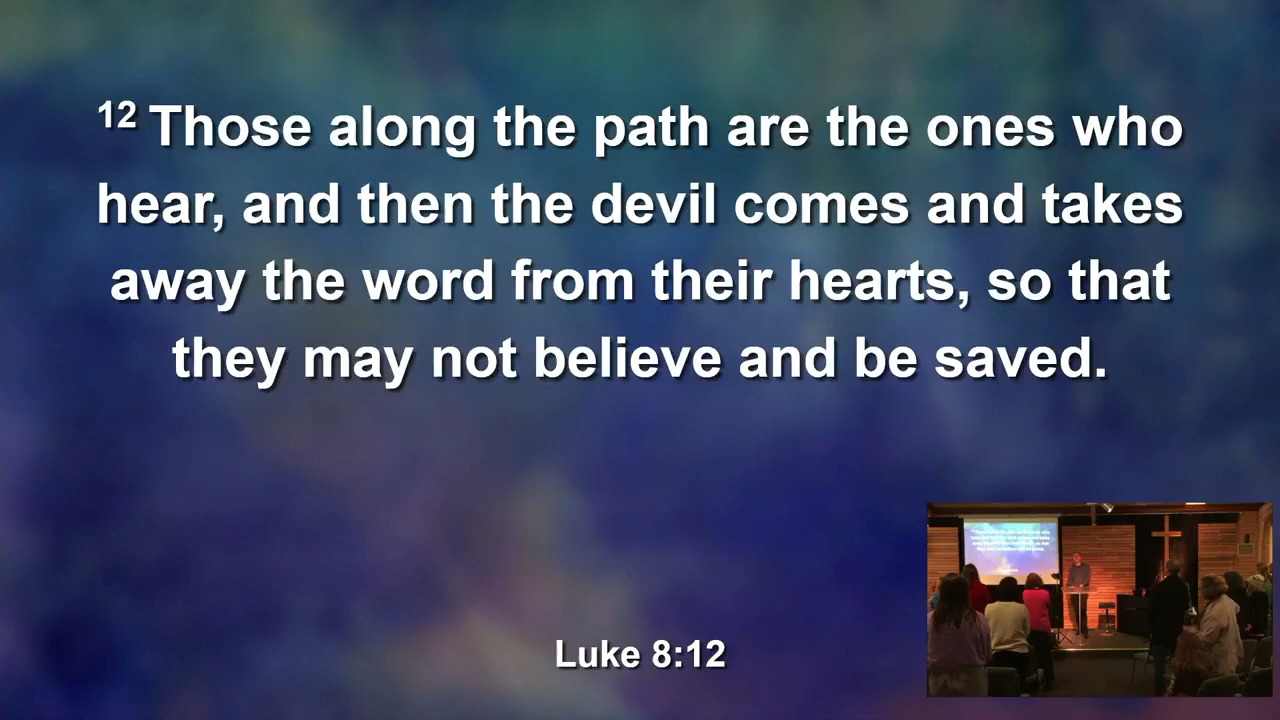 12 Those along the path are the ones who
hear, and then the devil comes and takes
away the word from their hearts, so that
they may not believe and be saved.
Luke 8:12